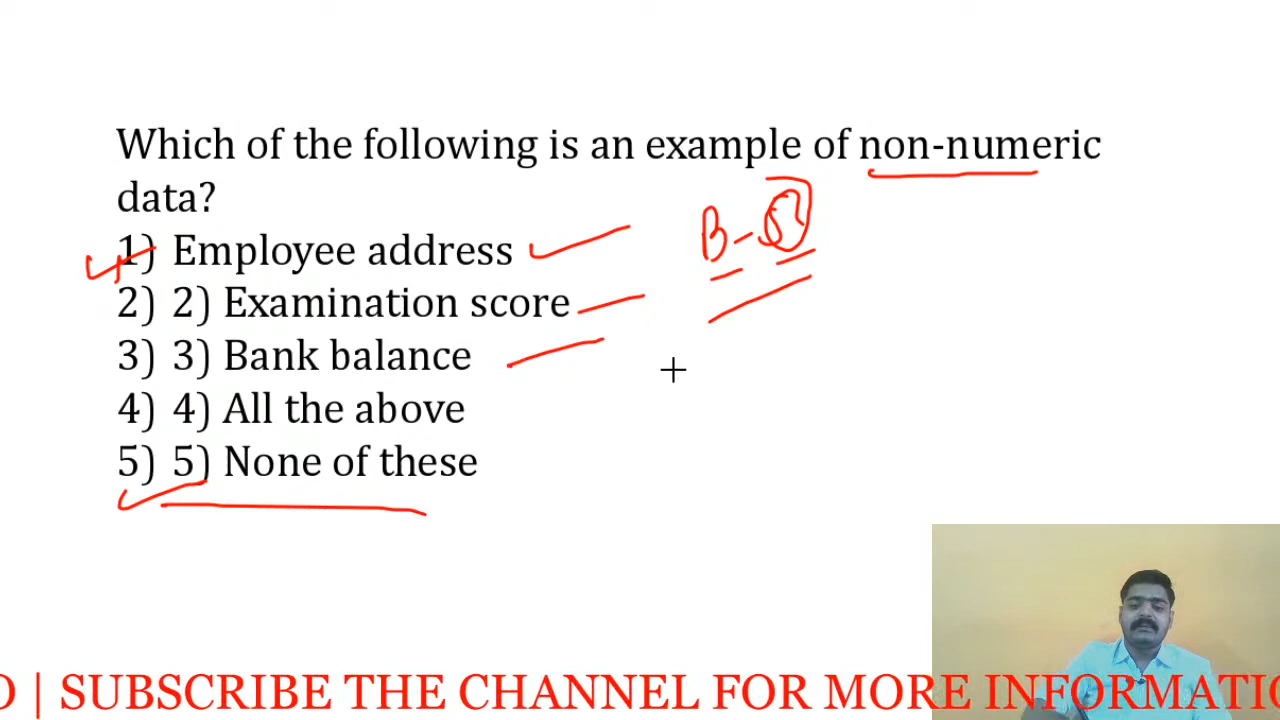 Which of the following is an example of non-numeric
data?
1) Employee address
2) 2) Examination score
3) 3) Bank balance
4) 4) All the above
5) 5) None of these
B-
O | SUBSCRIBE THE CHANNEL FOR MORE INFORMATIO